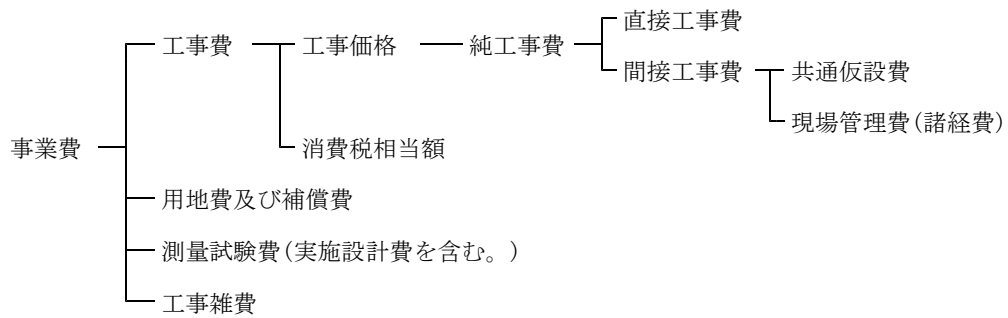 直接工事費
工事費 工事価格 純工事費
間接工事費 共通仮設費
現場管理費(諸経費)
事業費 消費税相当額
用地費及び補償費
測量試験費(実施設計費を含む。)
工事雑費